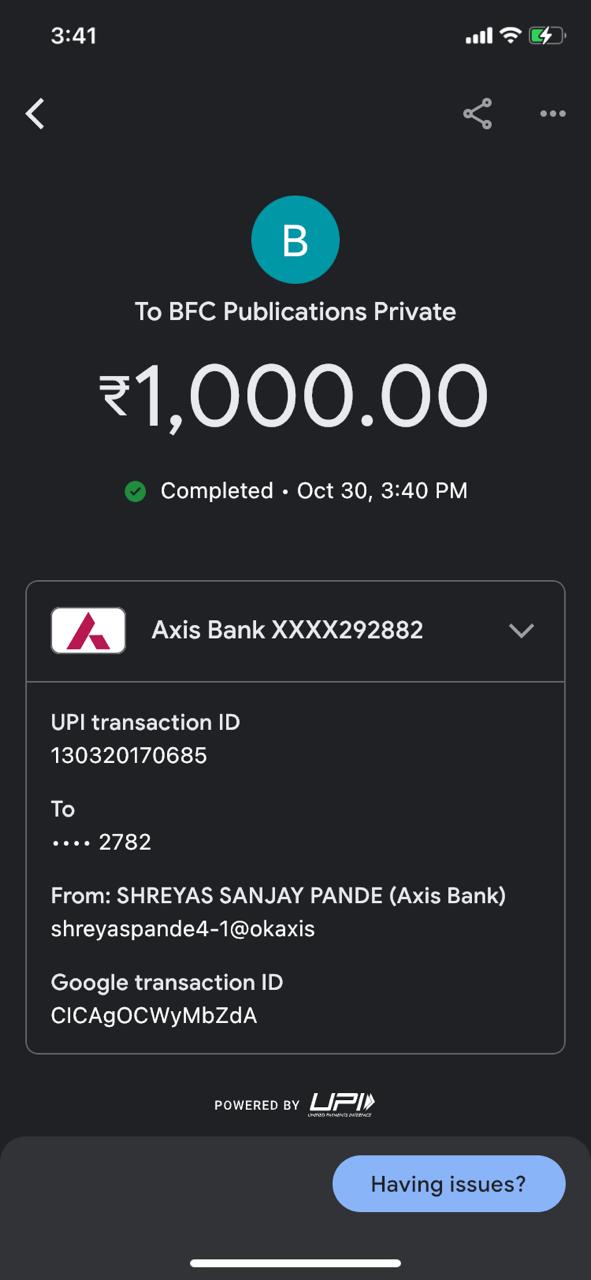 3:41
B
To BFC Publications Private
₹1,000.00
Completed • Oct 30, 3:40 PM
Axis Bank XXXX292882
UPI transaction ID
130320170685
To
•••• 2782
From: SHREYAS SANJAY PANDE (Axis Bank)
shreyaspande4-1@okaxis
Google transaction ID
CICAgOCWyMbZdA
POWERED BY UPI
UNIFIED PAYMENTS INTERFACE
Having issues?